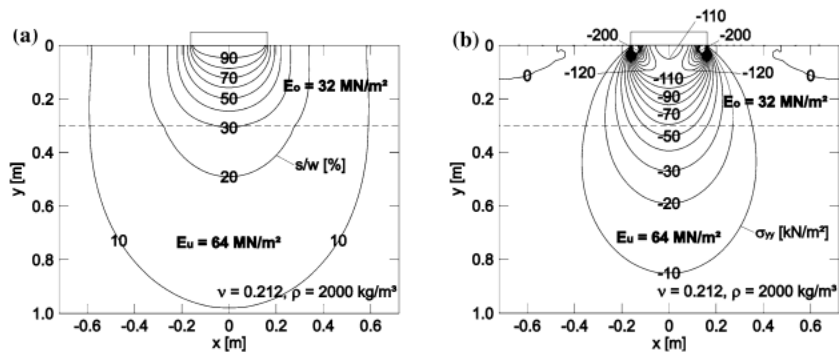 (a)
0
0.2
0.4
0.6
0.8
1.0
y [m]
90
70
50
30
20
10
10
Eo = 32 MN/m²
s/w [%]
Eu = 64 MN/m²
ν = 0.212, ρ = 2000 kg/m³
-0.6 -0.4 -0.2 0 0.2 0.4 0.6
x [m]
(b)
-110
-200
-200
0
0.2
0.4
0.6
0.8
1.0
y [m]
0
0
-120
-120
-110
-90
-70
-50
-30
-20
-10
Eo = 32 MN/m²
Eu = 64 MN/m²
σyy [kN/m²]
ν = 0.212, ρ = 2000 kg/m³
-0.6 -0.4 -0.2 0.0 0.2 0.4 0.6
x [m]